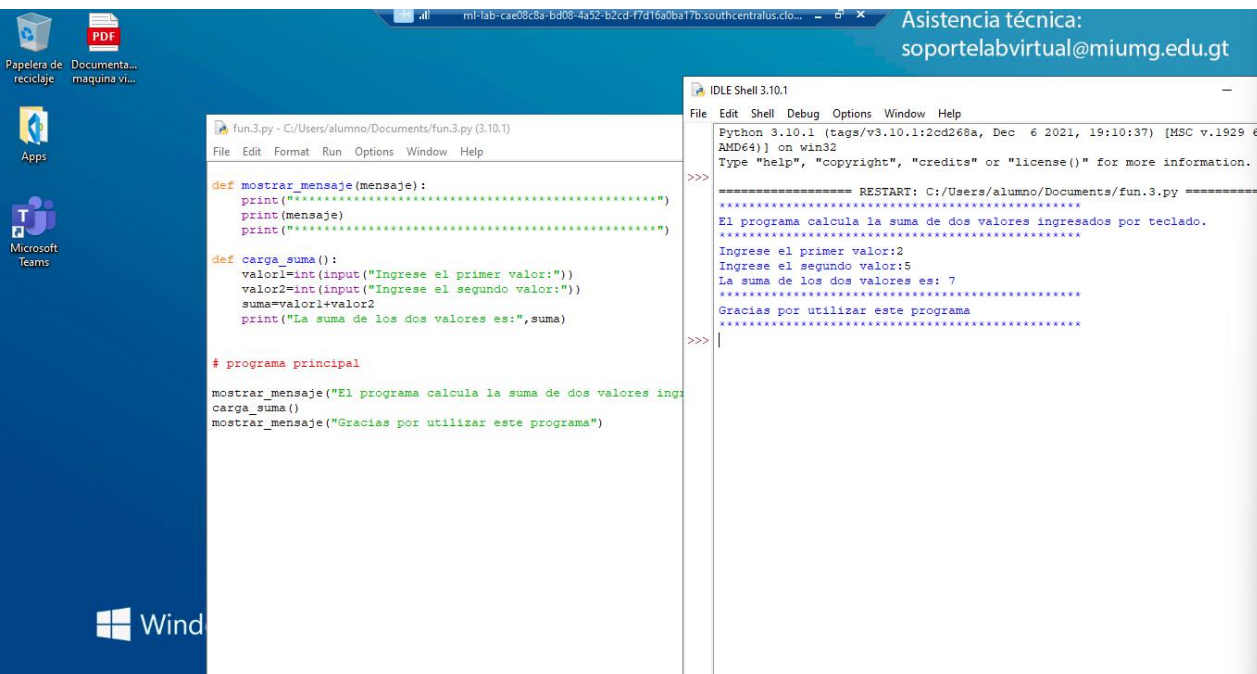 PDF
Papelera de reciclaje
Documenta... maquina vi...
Apps
Microsoft Teams
Wind
ml-lab-cae08c8a-bd08-4a52-b2cd-f7d16a0ba17b.southcentralus.clo...
Asistencia técnica:
soportelabvirtual@miumg.edu.gt
fun.3.py - C:/Users/alumno/Documents/fun.3.py (3.10.1)
File Edit Format Run Options Window Help
def mostrar_mensaje(mensaje):
    print("*************************************************")
    print(mensaje)
    print("*************************************************")
def carga_suma():
    valor1=int(input("Ingrese el primer valor:"))
    valor2=int(input("Ingrese el segundo valor:"))
    suma=valor1+valor2
    print("La suma de los dos valores es:",suma)
# programa principal
mostrar_mensaje("El programa calcula la suma de dos valores ingr
carga_suma()
mostrar_mensaje("Gracias por utilizar este programa")
IDLE Shell 3.10.1
File Edit Shell Debug Options Window Help
Python 3.10.1 (tags/v3.10.1:2cd268a, Dec  6 2021, 19:10:37) [MSC v.1929 6
AMD64)] on win32
Type "help", "copyright", "credits" or "license()" for more information.
>>>
================== RESTART: C:/Users/alumno/Documents/fun.3.py ==========
*************************************************
El programa calcula la suma de dos valores ingresados por teclado.
*************************************************
Ingrese el primer valor:2
Ingrese el segundo valor:5
La suma de los dos valores es: 7
*************************************************
Gracias por utilizar este programa
*************************************************
>>>